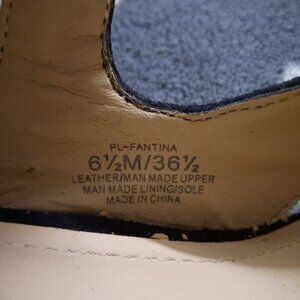 PL-FANTINA
6½M/36½
LEATHER/MAN MADE UPPER
MAN MADE LINING/SOLE
MADE IN CHINA